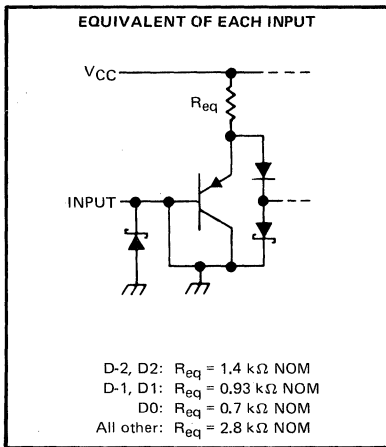 EQUIVALENT OF EACH INPUT
VCC
Req
INPUT
D-2, D2: Req = 1.4 kΩ NOM
D-1, D1: Req = 0.93 kΩ NOM
D0: Req = 0.7 kΩ NOM
All other: Req = 2.8 kΩ NOM